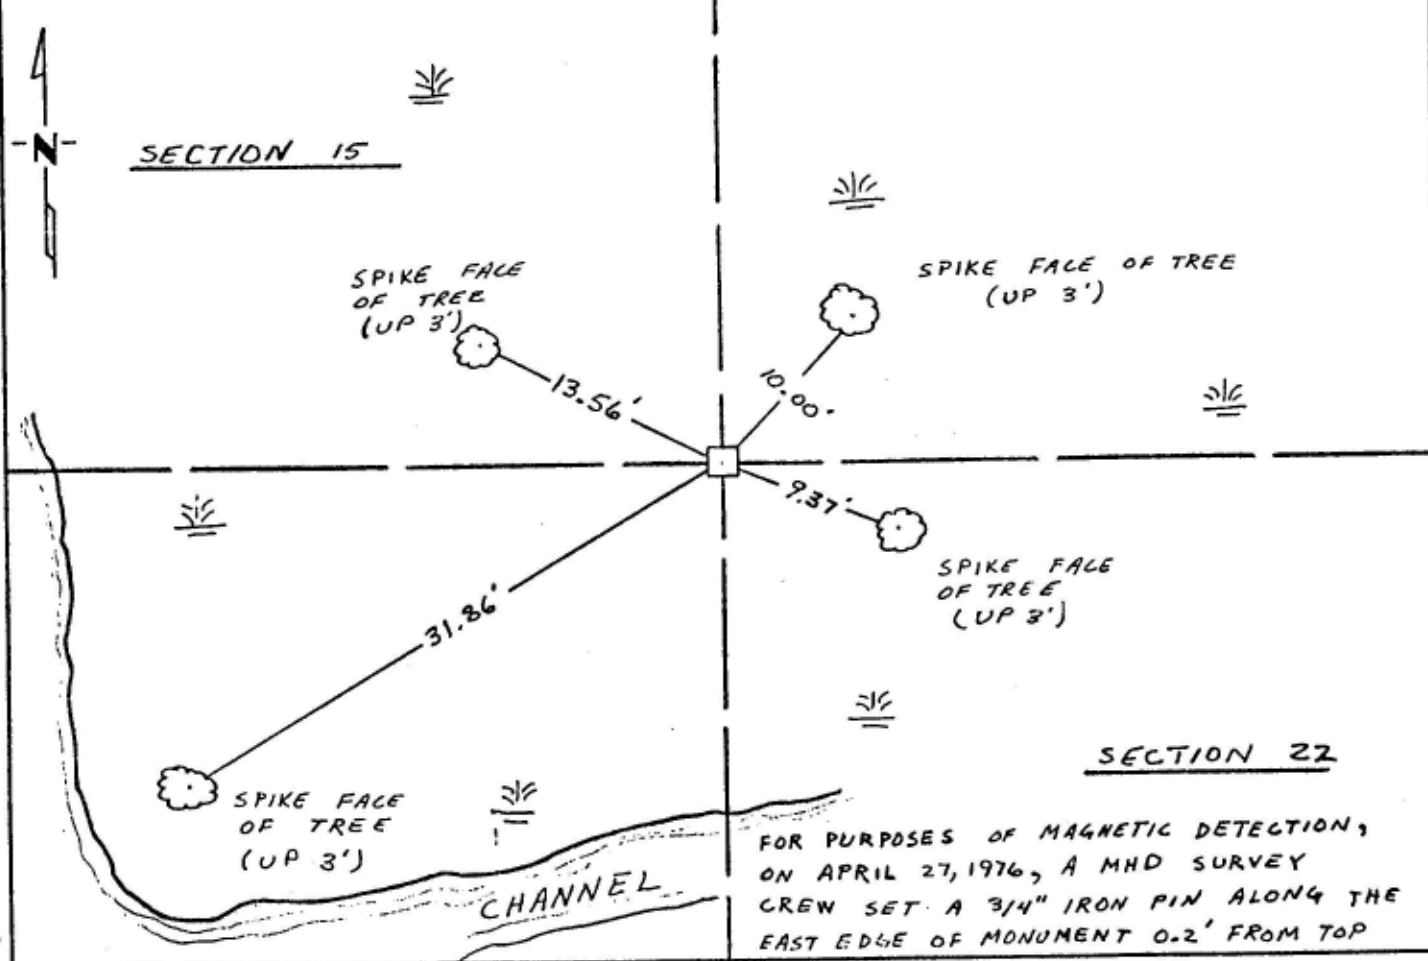 N
SECTION 15
SPIKE FACE
OF TREE
(UP 3')
SPIKE FACE OF TREE
(UP 3')
13.56'
10.00'
9.37'
SPIKE FACE
OF TREE
(UP 3')
31.86'
SECTION 22
SPIKE FACE
OF TREE
(UP 3')
CHANNEL
FOR PURPOSES OF MAGNETIC DETECTION,
ON APRIL 27, 1976, A MHD SURVEY
CREW SET A 3/4" IRON PIN ALONG THE
EAST EDGE OF MONUMENT 0.2' FROM TOP